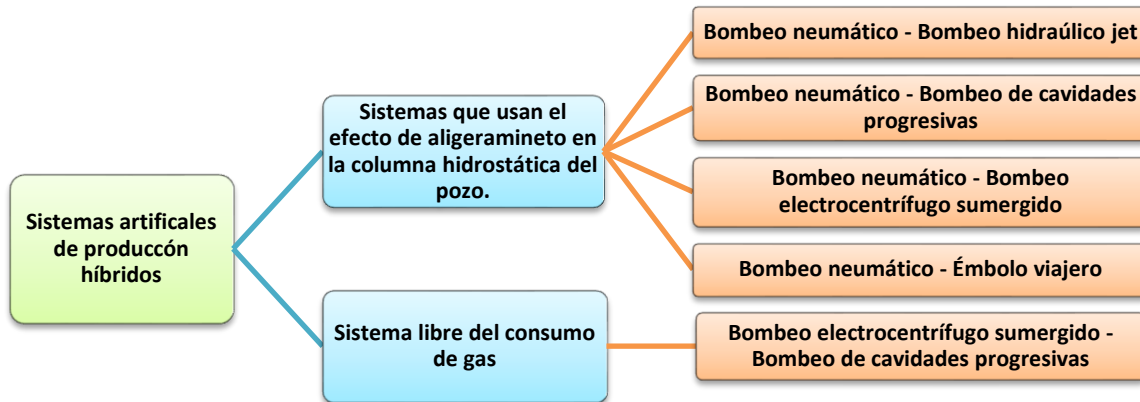 Sistemas artificales
de produccón
híbridos
Sistemas que usan el
efecto de aligeramineto en
la columna hidrostática del
pozo.
Sistema libre del consumo
de gas
Bombeo neumático - Bombeo hidraúlico jet
Bombeo neumático - Bombeo de cavidades
progresivas
Bombeo neumático - Bombeo
electrocentrífugo sumergido
Bombeo neumático - Émbolo viajero
Bombeo electrocentrífugo sumergido -
Bombeo de cavidades progresivas